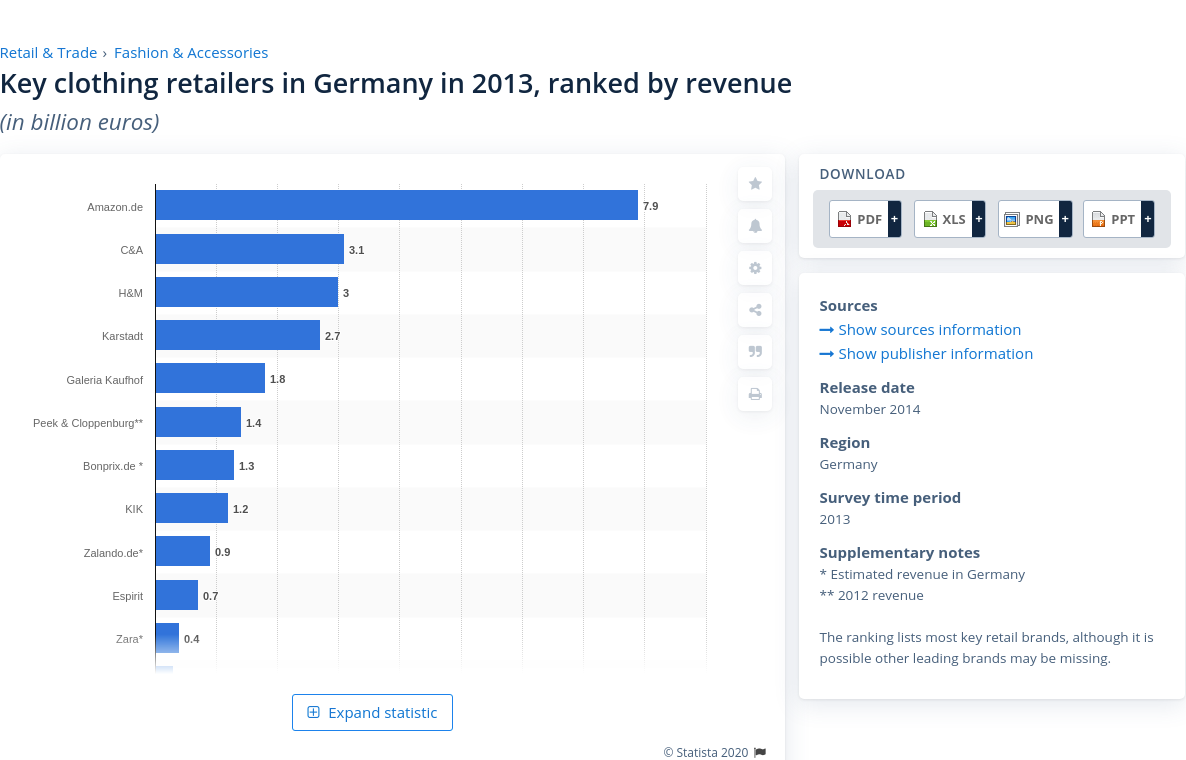 Retail & Trade › Fashion & Accessories
Key clothing retailers in Germany in 2013, ranked by revenue
(in billion euros)
Amazon.de 7.9
C&A 3.1
H&M 3
Karstadt 2.7
Galeria Kaufhof 1.8
Peek & Cloppenburg** 1.4
Bonprix.de * 1.3
KIK 1.2
Zalando.de* 0.9
Espirit 0.7
Zara* 0.4
Expand statistic
© Statista 2020
DOWNLOAD
PDF + XLS + PNG + PPT +
Sources
Show sources information
Show publisher information
Release date
November 2014
Region
Germany
Survey time period
2013
Supplementary notes
* Estimated revenue in Germany
** 2012 revenue
The ranking lists most key retail brands, although it is
possible other leading brands may be missing.